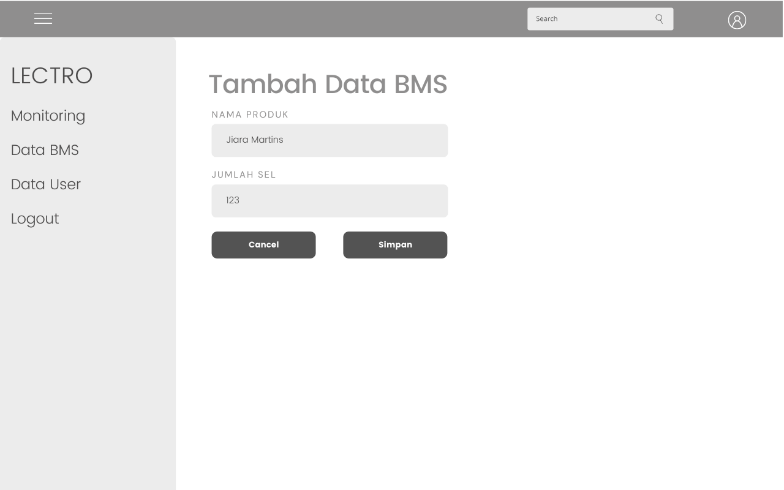 Search
LECTRO
Monitoring
Data BMS
Data User
Logout
Tambah Data BMS
NAMA PRODUK
Jiara Martins
JUMLAH SEL
123
Cancel
Simpan